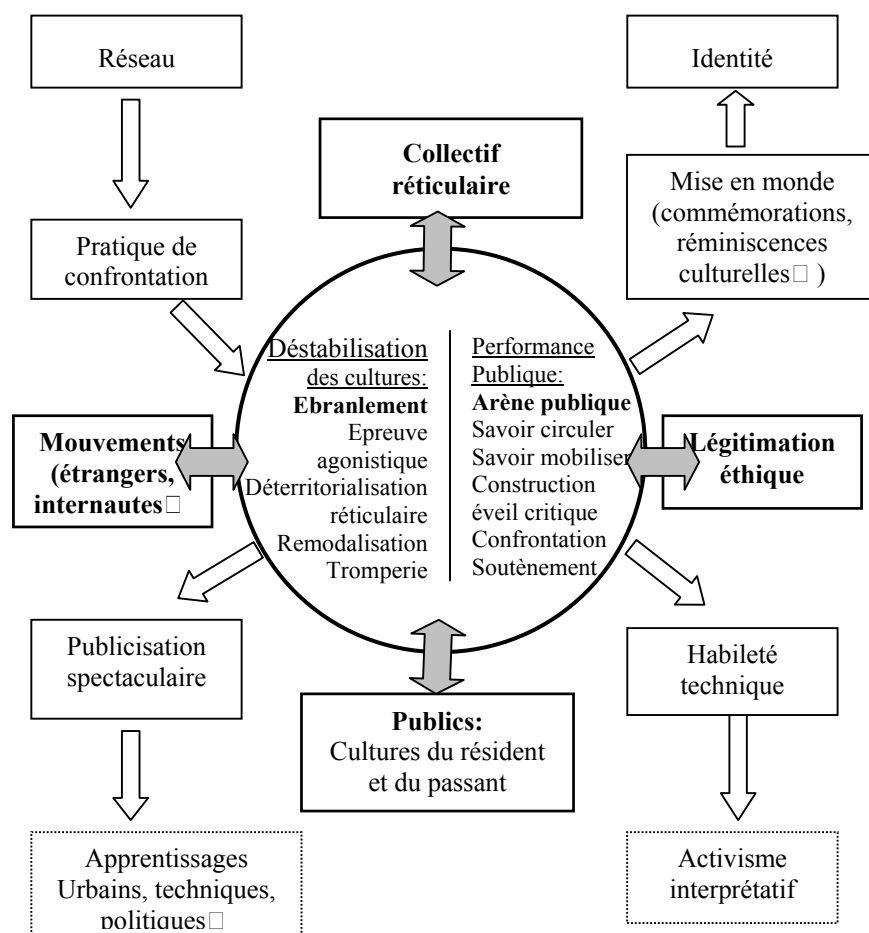 Réseau
Identité
Collectif
réticulaire
Mise en monde
(commémorations,
réminiscences
culturelles□ )
Pratique de
confrontation
Déstabilisation
des cultures:
Ebranlement
Epreuve
agonistique
Déterritorialisation
réticulaire
Remodalisation
Tromperie
Performance
Publique:
Arène publique
Savoir circuler
Savoir mobiliser
Construction
éveil critique
Confrontation
Soutènement
Mouvements
(étrangers,
internautes□
Légitimation
éthique
Publicisation
spectaculaire
Habileté
technique
Publics:
Cultures du résident
et du passant
Apprentissages
Urbains, techniques,
politiques□
Activisme
interprétatif